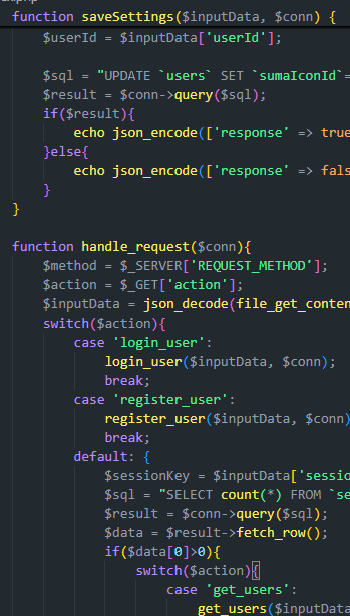 function saveSettings($inputData, $conn) {
$userId = $inputData['userId'];
$sql = "UPDATE `users` SET `sumaIconId`=
$result = $conn->query($sql);
if($result){
echo json_encode(['response' => true
}else{
echo json_encode(['response' => fals
}
}
function handle_request($conn){
$method = $_SERVER['REQUEST_METHOD'];
$action = $_GET['action'];
$inputData = json_decode(file_get_conten
switch($action){
case 'login_user':
login_user($inputData, $conn);
break;
case 'register_user':
register_user($inputData, $conn)
break;
default: {
$sessionKey = $inputData['sessio
$sql = "SELECT count(*) FROM `se
$result = $conn->query($sql);
$data = $result->fetch_row();
if($data[0]>0){
switch($action){
case 'get_users':
get_users($inputData